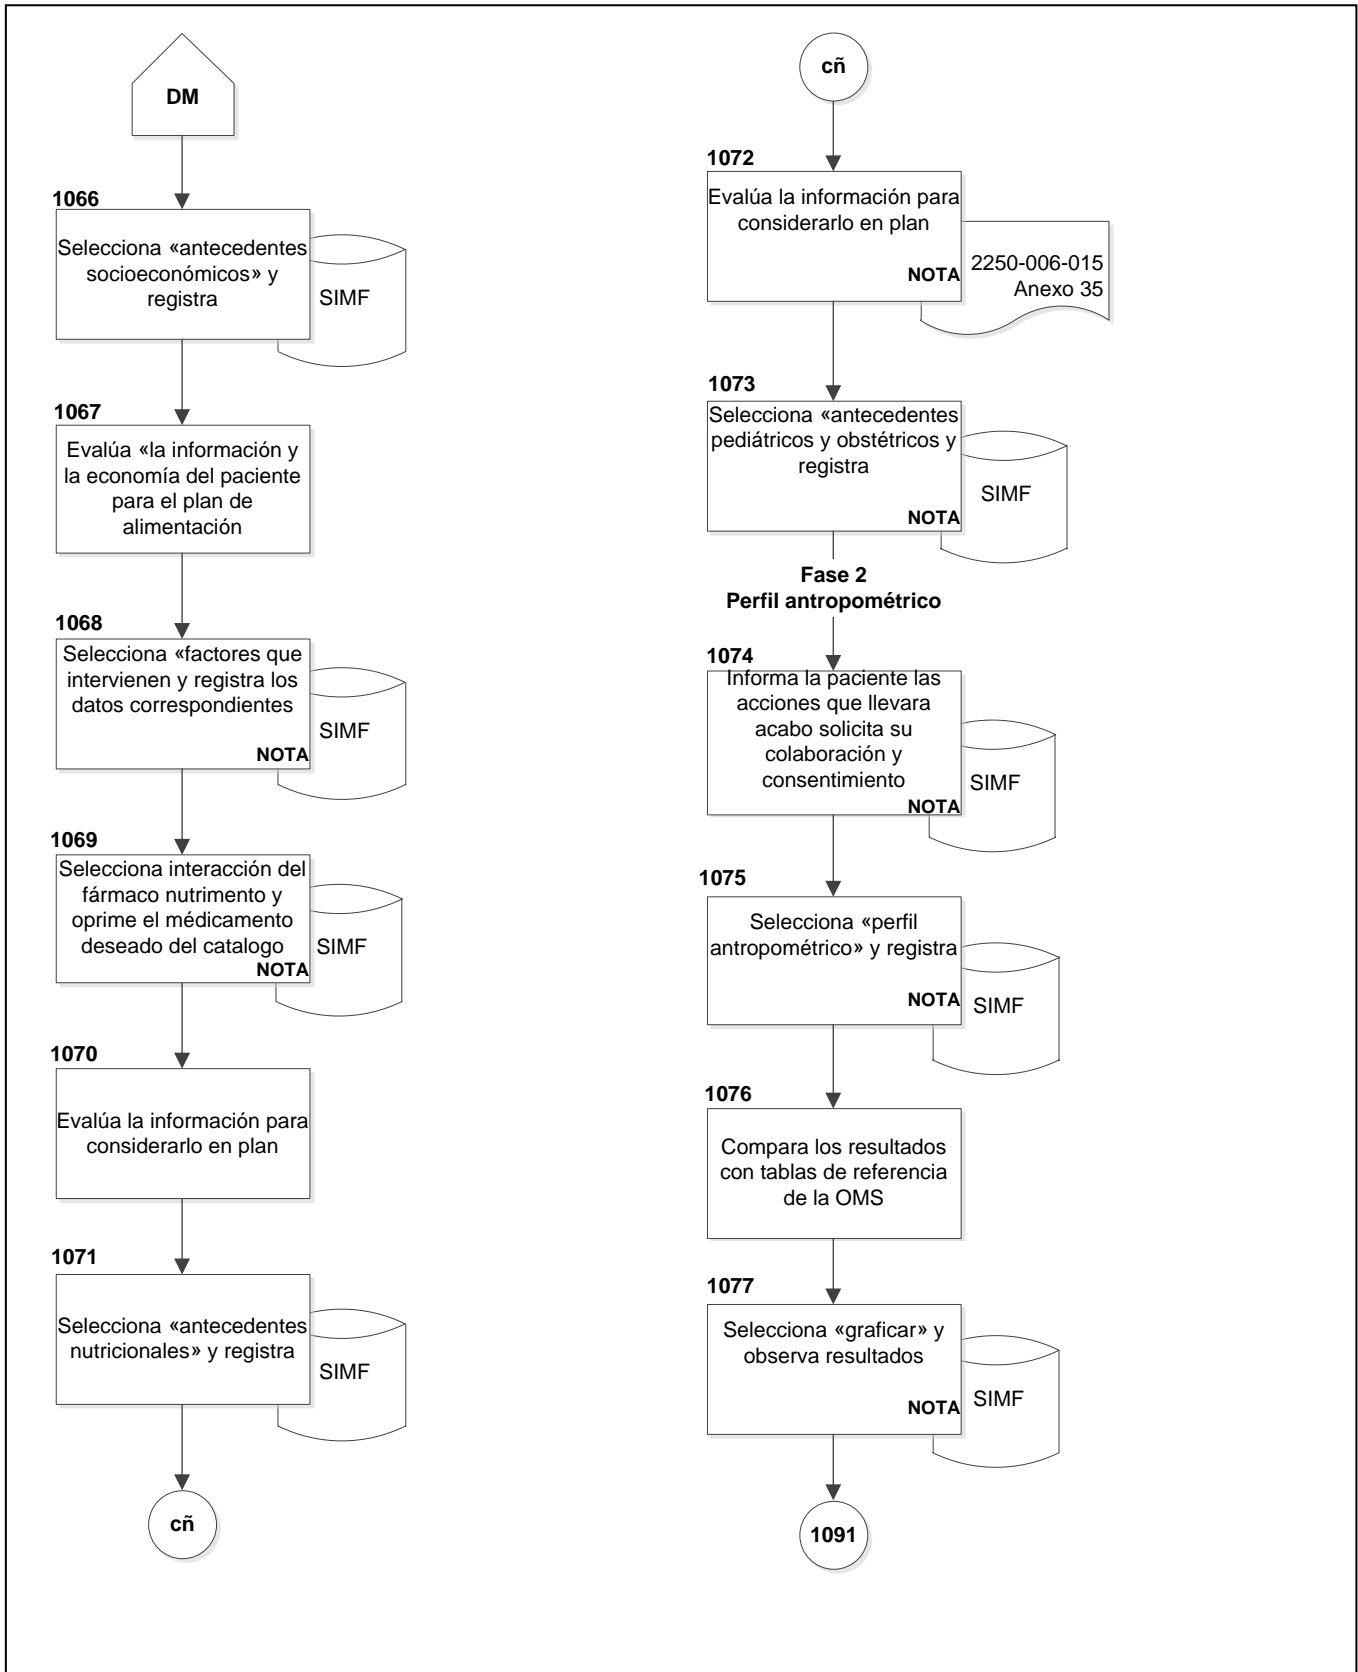 DM
1066
Selecciona «antecedentes
socioeconómicos» y
registra
SIMF
1067
Evalúa «la información y
la economía del paciente
para el plan de
alimentación
1068
Selecciona «factores que
intervienen y registra los
datos correspondientes
NOTA
SIMF
1069
Selecciona interacción del
fármaco nutrimento y
oprime el médicamento
deseado del catalogo
NOTA
SIMF
1070
Evalúa la información para
considerarlo en plan
1071
Selecciona «antecedentes
nutricionales» y registra
SIMF
cñ
cñ
1072
Evalúa la información para
considerarlo en plan
NOTA
2250-006-015
Anexo 35
1073
Selecciona «antecedentes
pediátricos y obstétricos y
registra
NOTA
SIMF
Fase 2
Perfil antropométrico
1074
Informa la paciente las
acciones que llevara
acabo solicita su
colaboración y
consentimiento
NOTA
SIMF
1075
Selecciona «perfil
antropométrico» y registra
NOTA
SIMF
1076
Compara los resultados
con tablas de referencia
de la OMS
1077
Selecciona «graficar» y
observa resultados
NOTA
SIMF
1091